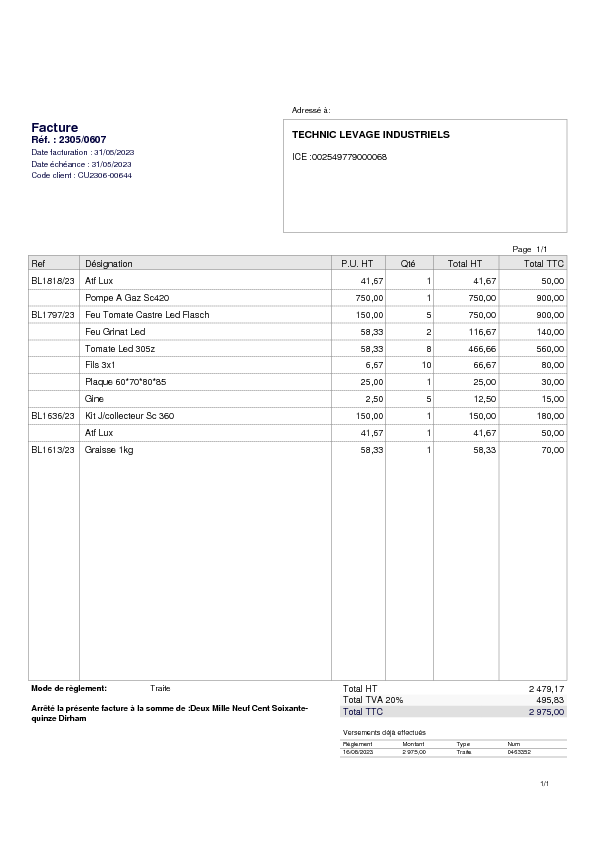 Adressé à:
Facture
Réf. : 2305/0607
Date facturation : 31/05/2023
Date échéance : 31/05/2023
Code client : CU2306-00644
TECHNIC LEVAGE INDUSTRIELS
ICE :002549779000068
Page 1/1
Ref Désignation P.U. HT Qté Total HT Total TTC
BL1818/23 Atf Lux 41,67 1 41,67 50,00
Pompe A Gaz Sc420 750,00 1 750,00 900,00
BL1797/23 Feu Tomate Castre Led Flasch 150,00 5 750,00 900,00
Feu Grinat Led 58,33 2 116,67 140,00
Tomate Led 305z 58,33 8 466,66 560,00
Fils 3x1 6,67 10 66,67 80,00
Plaque 60*70*80*85 25,00 1 25,00 30,00
Gine 2,50 5 12,50 15,00
BL1636/23 Kit J/collecteur Sc 360 150,00 1 150,00 180,00
Atf Lux 41,67 1 41,67 50,00
BL1613/23 Graisse 1kg 58,33 1 58,33 70,00
Mode de règlement: Traite
Arrêté la présente facture à la somme de :Deux Mille Neuf Cent Soixante-
quinze Dirham
Total HT 2 479,17
Total TVA 20% 495,83
Total TTC 2 975,00
Versements déjà effectués
Règlement Montant Type Num
16/08/2023 2 975,00 Traite 0463352
1/1